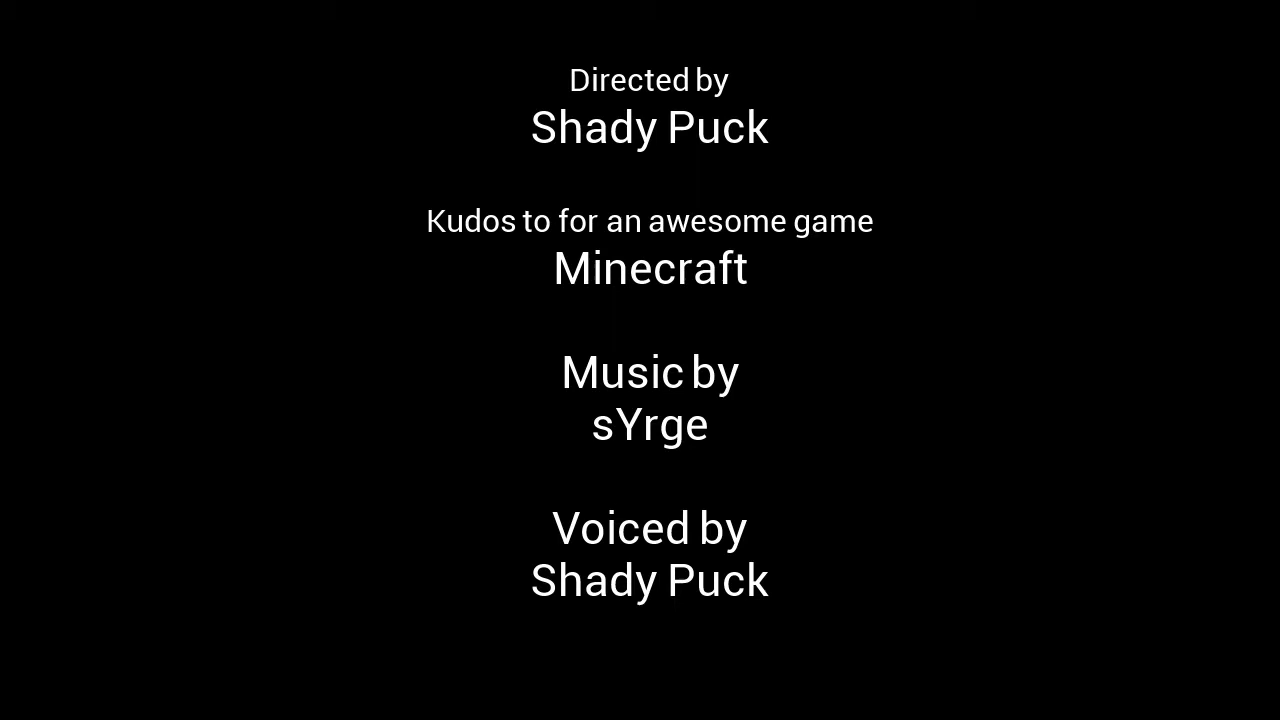 Directed by
Shady Puck
Kudos to for an awesome game
Minecraft
Music by
sYrge
Voiced by
Shady Puck